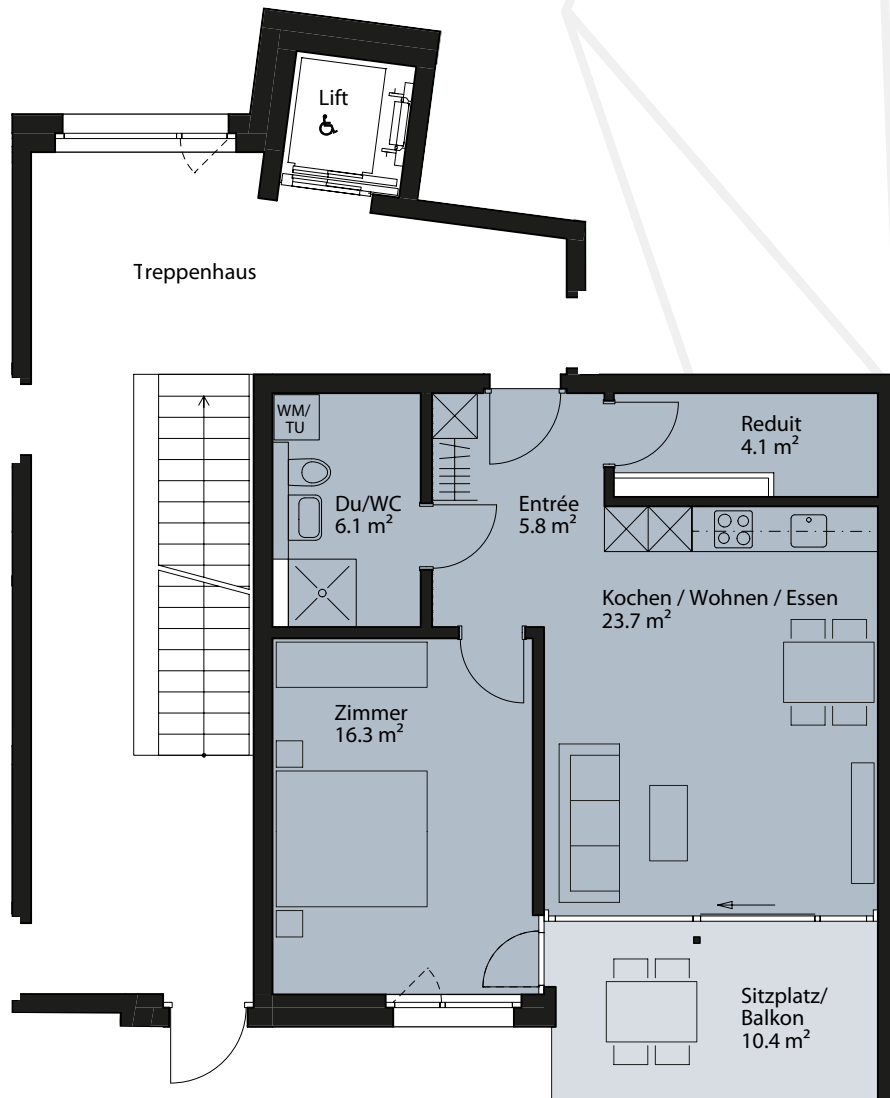 Lift
Treppenhaus
WM/
TU
Reduit
4.1 m²
Du/WC
6.1 m²
Entrée
5.8 m²
Kochen / Wohnen / Essen
23.7 m²
Zimmer
16.3 m²
Sitzplatz/
Balkon
10.4 m²